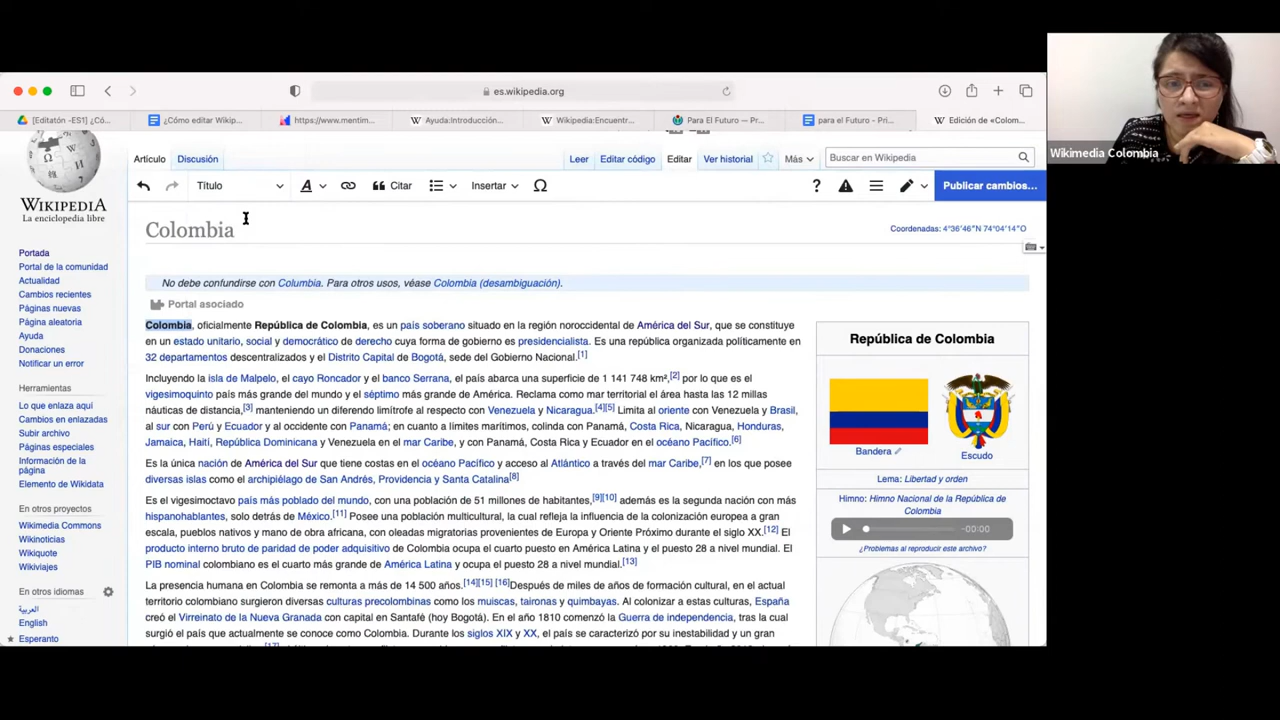 es.wikipedia.org
[Editatón -ES1] ¿Có...
¿Cómo editar Wikip...
https://www.mentim...
Ayuda:Introducción...
Wikipedia:Encuentr...
Para El Futuro — Pr...
para el Futuro - Pri...
Edición de «Colom...
Wikimedia Colombia
WIKIPEDIA
La enciclopedia libre
Artículo
Discusión
Leer
Editar código
Editar
Ver historial
Más
Buscar en Wikipedia
Título
A
Citar
Insertar
Ω
?
Publicar cambios...
Portada
Portal de la comunidad
Actualidad
Cambios recientes
Páginas nuevas
Página aleatoria
Ayuda
Donaciones
Notificar un error
Herramientas
Lo que enlaza aquí
Cambios en enlazadas
Subir archivo
Páginas especiales
Información de la
página
Elemento de Wikidata
En otros proyectos
Wikimedia Commons
Wikinoticias
Wikiquote
Wikiviajes
En otros idiomas
العربية
English
Esperanto
Colombia
Coordenadas: 4°36′46″N 74°04′14″O
No debe confundirse con Columbia. Para otros usos, véase Colombia (desambiguación).
Portal asociado
Colombia, oficialmente República de Colombia, es un país soberano situado en la región noroccidental de América del Sur, que se constituye
en un estado unitario, social y democrático de derecho cuya forma de gobierno es presidencialista. Es una república organizada políticamente en
32 departamentos descentralizados y el Distrito Capital de Bogotá, sede del Gobierno Nacional.[1]
Incluyendo la isla de Malpelo, el cayo Roncador y el banco Serrana, el país abarca una superficie de 1 141 748 km²,[2] por lo que es el
vigesimoquinto país más grande del mundo y el séptimo más grande de América. Reclama como mar territorial el área hasta las 12 millas
náuticas de distancia,[3] manteniendo un diferendo limítrofe al respecto con Venezuela y Nicaragua.[4][5] Limita al oriente con Venezuela y Brasil,
al sur con Perú y Ecuador y al occidente con Panamá; en cuanto a límites marítimos, colinda con Panamá, Costa Rica, Nicaragua, Honduras,
Jamaica, Haití, República Dominicana y Venezuela en el mar Caribe, y con Panamá, Costa Rica y Ecuador en el océano Pacífico.[6]
Es la única nación de América del Sur que tiene costas en el océano Pacífico y acceso al Atlántico a través del mar Caribe,[7] en los que posee
diversas islas como el archipiélago de San Andrés, Providencia y Santa Catalina[8]
Es el vigesimoctavo país más poblado del mundo, con una población de 51 millones de habitantes,[9][10] además es la segunda nación con más
hispanohablantes, solo detrás de México.[11] Posee una población multicultural, la cual refleja la influencia de la colonización europea a gran
escala, pueblos nativos y mano de obra africana, con oleadas migratorias provenientes de Europa y Oriente Próximo durante el siglo XX.[12] El
producto interno bruto de paridad de poder adquisitivo de Colombia ocupa el cuarto puesto en América Latina y el puesto 28 a nivel mundial. El
PIB nominal colombiano es el cuarto más grande de América Latina y ocupa el puesto 28 a nivel mundial.[13]
La presencia humana en Colombia se remonta a más de 14 500 años.[14][15] [16]Después de miles de años de formación cultural, en el actual
territorio colombiano surgieron diversas culturas precolombinas como los muiscas, taironas y quimbayas. Al colonizar a estas culturas, España
creó el Virreinato de la Nueva Granada con capital en Santafé (hoy Bogotá). En el año 1810 comenzó la Guerra de independencia, tras la cual
surgió el país que actualmente se conoce como Colombia. Durante los siglos XIX y XX, el país se caracterizó por su inestabilidad y un gran
República de Colombia
Bandera
Escudo
Lema: Libertad y orden
Himno: Himno Nacional de la República de
Colombia
-00:00
¿Problemas al reproducir este archivo?